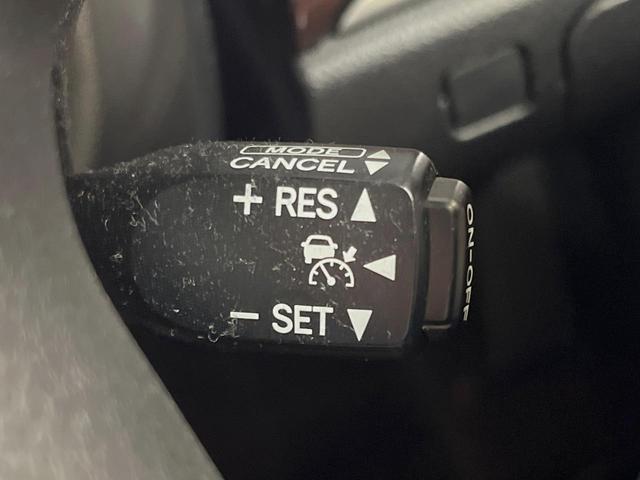 MODE
CANCEL
+ RES
- SET
ON-OFF